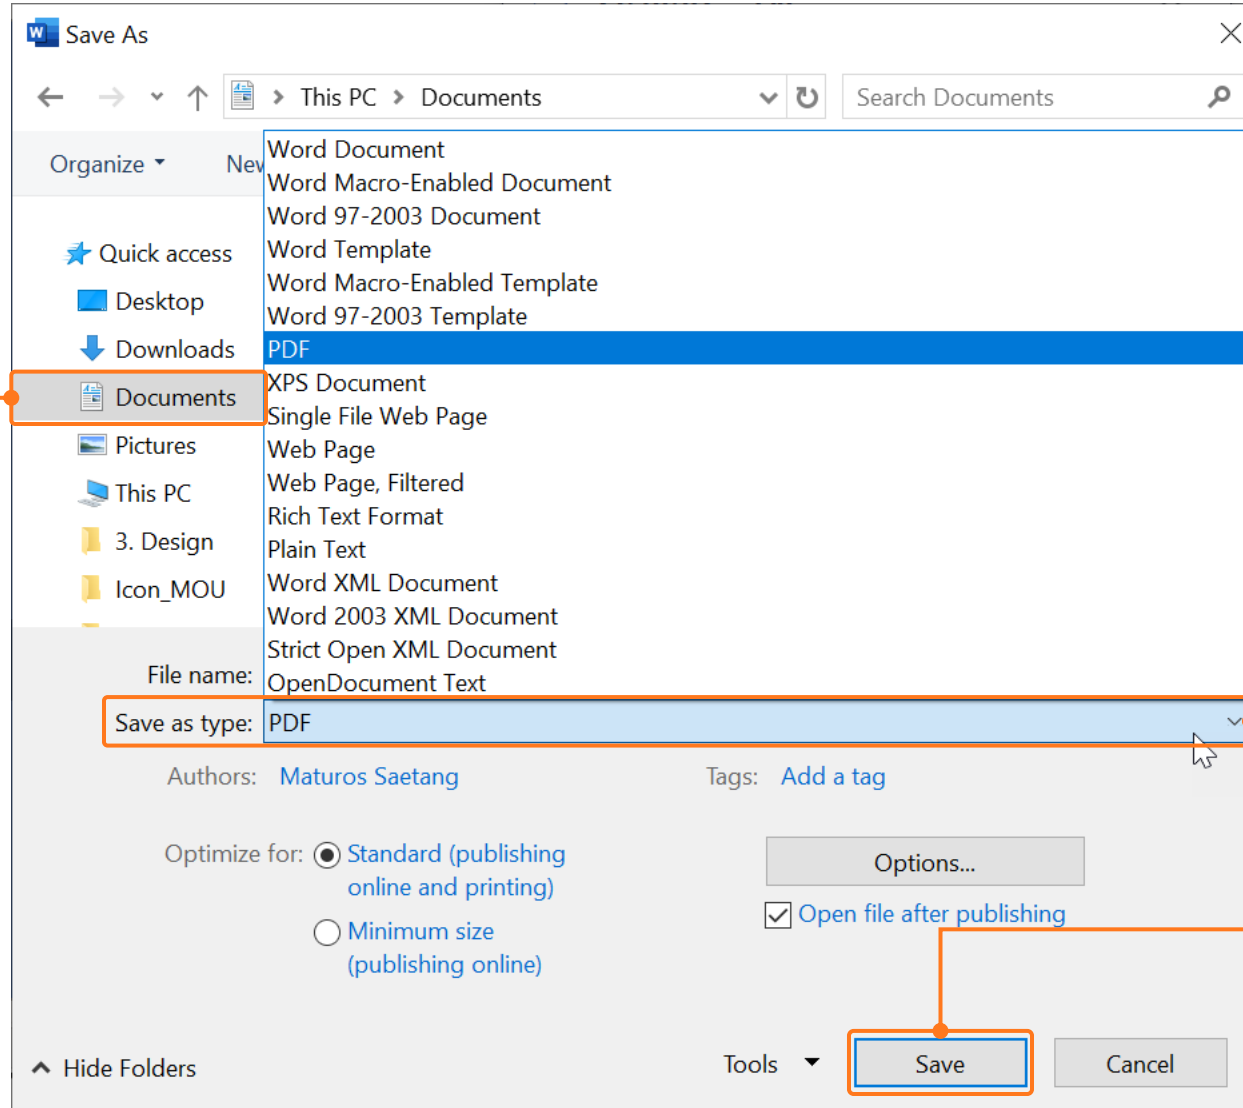 Save As
This PC > Documents
Search Documents
Organize
Nev
Word Document
Word Macro-Enabled Document
Word 97-2003 Document
Word Template
Word Macro-Enabled Template
Word 97-2003 Template
PDF
XPS Document
Single File Web Page
Web Page
Web Page, Filtered
Rich Text Format
Plain Text
Word XML Document
Word 2003 XML Document
Strict Open XML Document
OpenDocument Text
Quick access
Desktop
Downloads
Documents
Pictures
This PC
3. Design
Icon_MOU
File name:
Save as type: PDF
Authors: Maturos Saetang
Tags: Add a tag
Optimize for: Standard (publishing
online and printing)
Minimum size
(publishing online)
Options...
Open file after publishing
Hide Folders
Tools
Save
Cancel